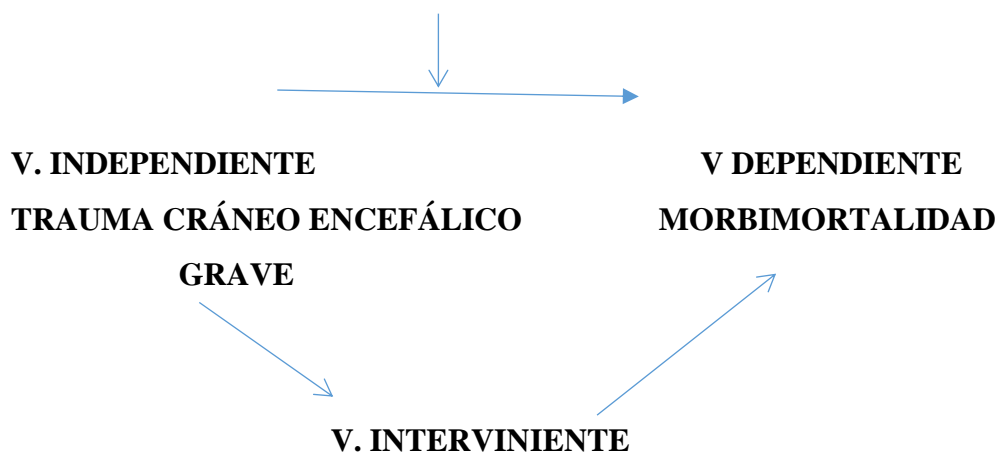 V. INDEPENDIENTE V DEPENDIENTE
TRAUMA CRÁNEO ENCEFÁLICO MORBIMORTALIDAD
GRAVE
V. INTERVINIENTE